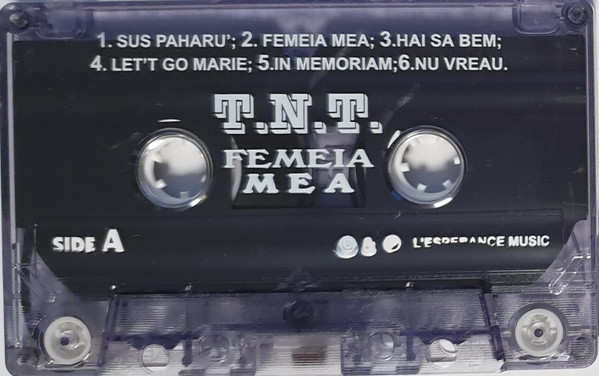 1. SUS PAHARU'; 2. FEMEIA MEA; 3.HAI SA BEM;
4. LET'T GO MARIE; 5.IN MEMORIAM;6.NU VREAU.
T.N.T.
FEMEIA
MEA
SIDE A
L'ESPERANCE MUSIC